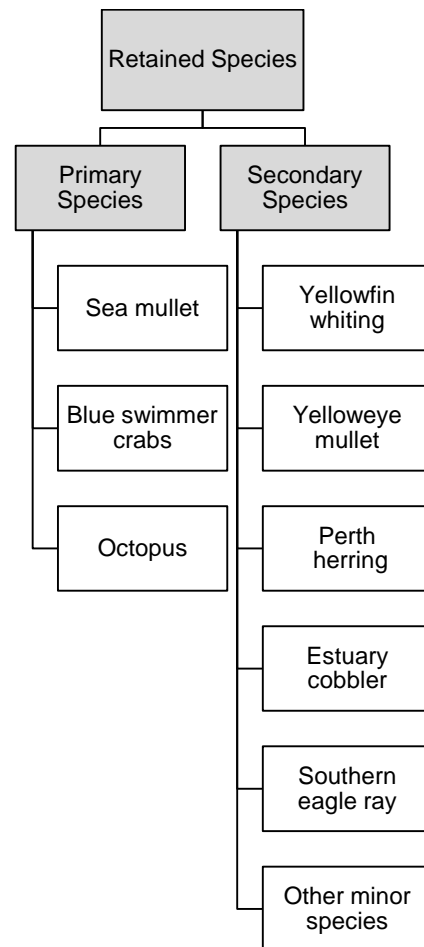 Retained Species
Primary
Species
Secondary
Species
Sea mullet
Blue swimmer
crabs
Octopus
Yellowfin
whiting
Yelloweye
mullet
Perth
herring
Estuary
cobbler
Southern
eagle ray
Other minor
species